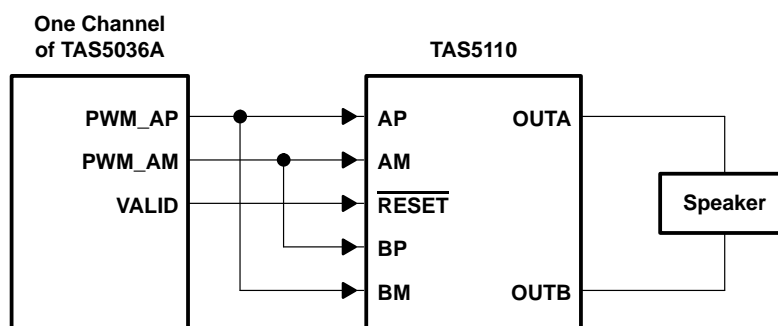 One Channel
of TAS5036A
TAS5110
PWM_AP
AP
OUTA
PWM_AM
AM
VALID
RESET
Speaker
BP
BM
OUTB